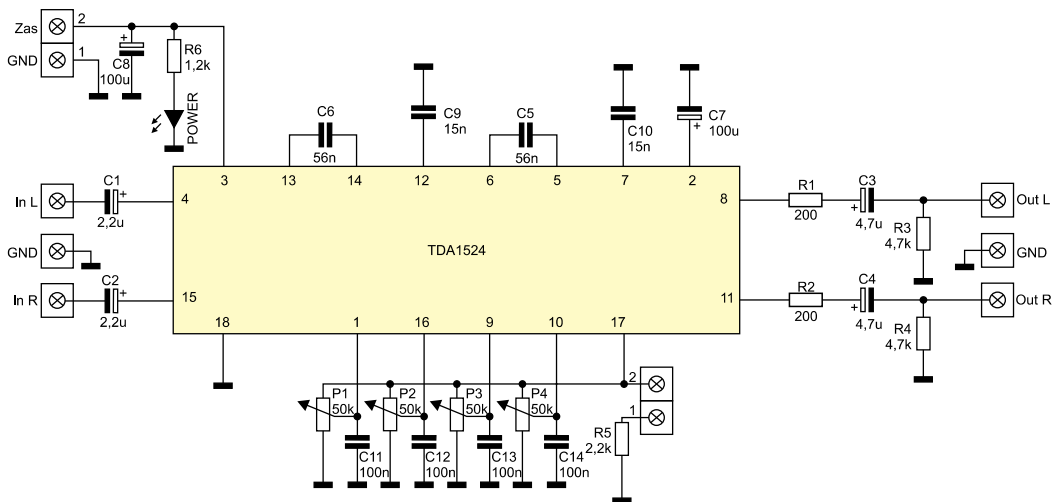 Zas
2
GND
1
C8
100u
+
R6
1,2k
POWER
C6
56n
C9
15n
C5
56n
C10
15n
C7
100u
+
3
13
14
12
6
5
7
2
In L
C1
+
2,2u
4
GND
In R
C2
+
2,2u
15
TDA1524
8
R1
200
C3
+
4,7u
R3
4,7k
Out L
GND
11
R2
200
C4
+
4,7u
R4
4,7k
Out R
18
1
16
9
10
17
P1
50k
P2
50k
P3
50k
P4
50k
2
1
R5
2,2k
C11
100n
C12
100n
C13
100n
C14
100n